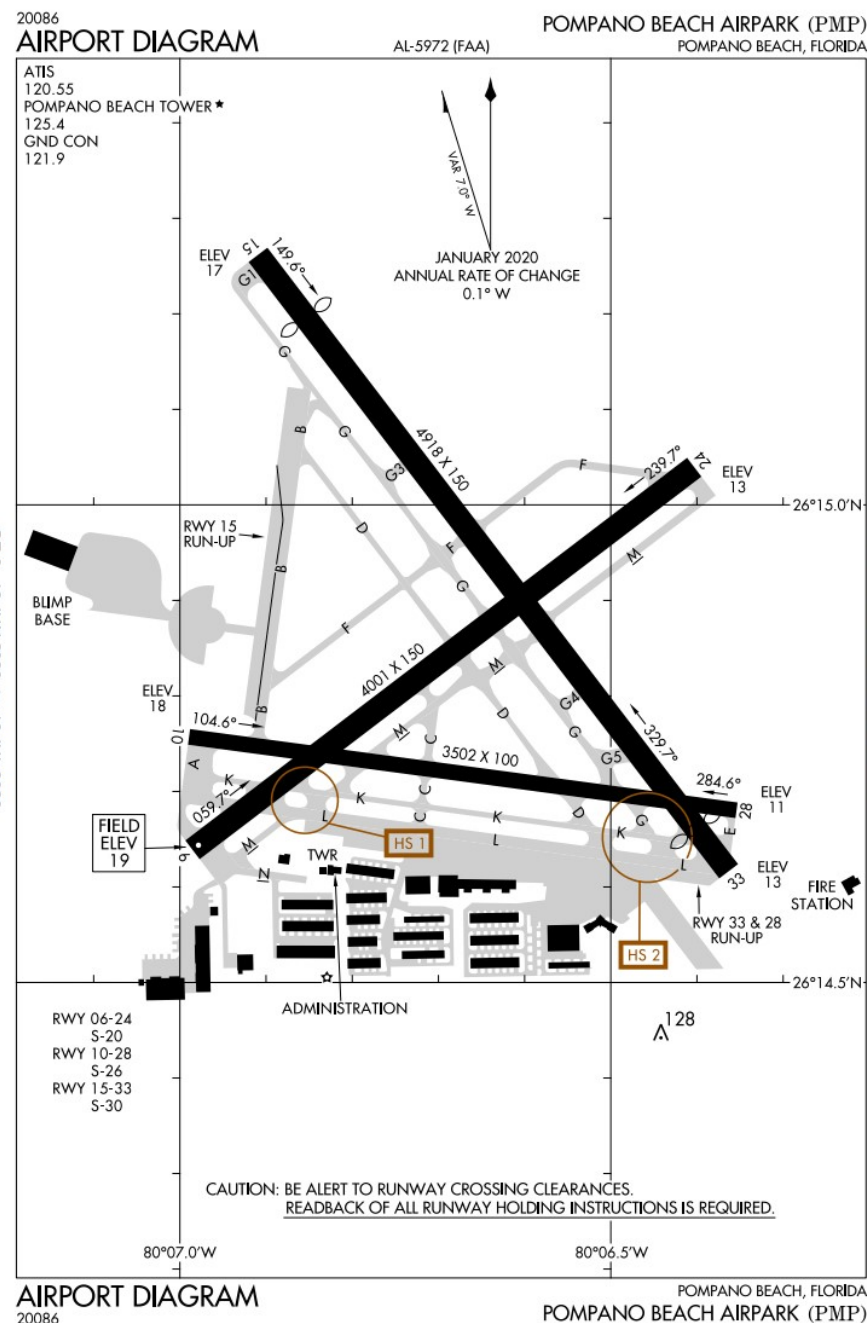 20086
AIRPORT DIAGRAM
AL-5972 (FAA)
POMPANO BEACH AIRPARK (PMP)
POMPANO BEACH, FLORIDA
ATIS
120.55
POMPANO BEACH TOWER★
125.4
GND CON
121.9
VAR 7.0° W
JANUARY 2020
ANNUAL RATE OF CHANGE
0.1° W
ELEV
17
15
149.6°
G1
G
B
G
G3
4918 X 150
F
239.7°
24
ELEV
13
26°15.0'N
RWY 15
RUN-UP
D
F
M
B
G
BLIMP
BASE
F
4001 X 150
M
ELEV
18
B
G4
104.6°
10
M
C
D
G
329.7°
3502 X 100
G5
A
K
C
284.6°
ELEV
11
28
059.7°
K
C
K
D
K
G
E
L
L
L
FIELD
ELEV
19
6
M
N
TWR
HS 1
33
ELEV
13
FIRE
STATION
RWY 33 & 28
RUN-UP
HS 2
26°14.5'N
ADMINISTRATION
128
RWY 06-24
S-20
RWY 10-28
S-26
RWY 15-33
S-30
CAUTION: BE ALERT TO RUNWAY CROSSING CLEARANCES.
READBACK OF ALL RUNWAY HOLDING INSTRUCTIONS IS REQUIRED.
80°07.0'W
80°06.5'W
AIRPORT DIAGRAM
20086
POMPANO BEACH, FLORIDA
POMPANO BEACH AIRPARK (PMP)